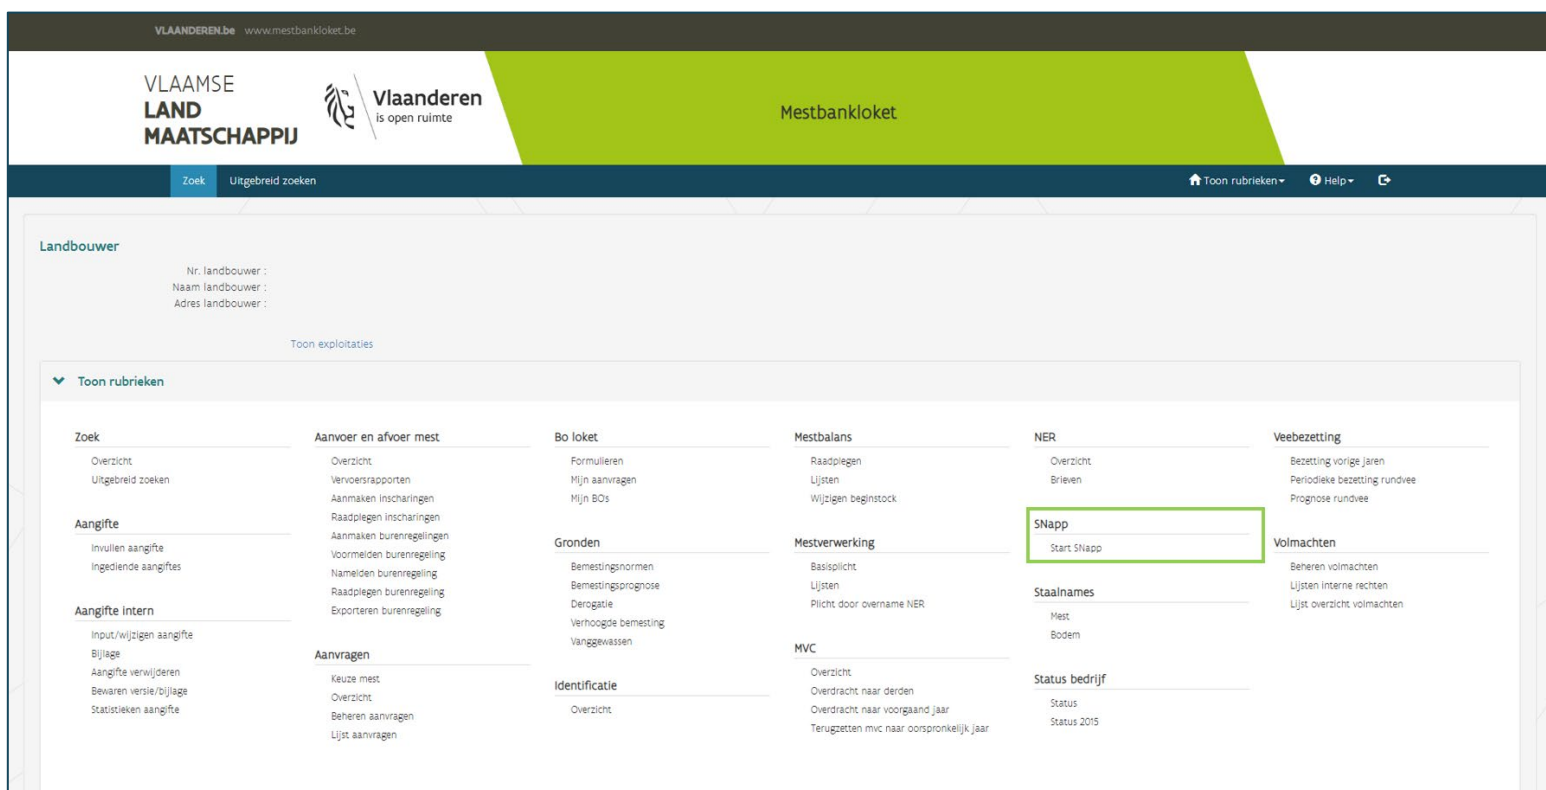 VLAANDEREN.be www.mestbankloket.be
VLAAMSE
LAND
MAATSCHAPPIJ
Vlaanderen
is open ruimte
Mestbankloket
Zoek Uitgebreid zoeken Toon rubrieken Help
Landbouwer
Nr. landbouwer :
Naam landbouwer :
Adres landbouwer :
Toon exploitaties
Toon rubrieken
Zoek
Overzicht
Uitgebreid zoeken
Aangifte
Invullen aangifte
Ingediende aangiftes
Aangifte intern
Input/wijzigen aangifte
Bijlage
Aangifte verwijderen
Bewaren versie/bijlage
Statistieken aangifte
Aanvoer en afvoer mest
Overzicht
Vervoersrapporten
Aanmaken inscharingen
Raadplegen inscharingen
Aanmaken burenregelingen
Voormelden burenregeling
Namelden burenregeling
Raadplegen burenregeling
Exporteren burenregeling
Aanvragen
Keuze mest
Overzicht
Beheren aanvragen
Lijst aanvragen
Bo loket
Formulieren
Mijn aanvragen
Mijn BOs
Gronden
Bemestingsnormen
Bemestingsprognose
Derogatie
Verhoogde bemesting
Vanggewassen
Identificatie
Overzicht
Mestbalans
Raadplegen
Lijsten
Wijzigen beginstock
Mestverwerking
Basisplicht
Lijsten
Plicht door overname NER
MVC
Overzicht
Overdracht naar derden
Overdracht naar voorgaand jaar
Terugzetten mvc naar oorspronkelijk jaar
NER
Overzicht
Brieven
SNapp
Start SNapp
Staalnames
Mest
Bodem
Status bedrijf
Status
Status 2015
Veebezetting
Bezetting vorige jaren
Periodieke bezetting rundvee
Prognose rundvee
Volmachten
Beheren volmachten
Lijsten interne rechten
Lijst overzicht volmachten